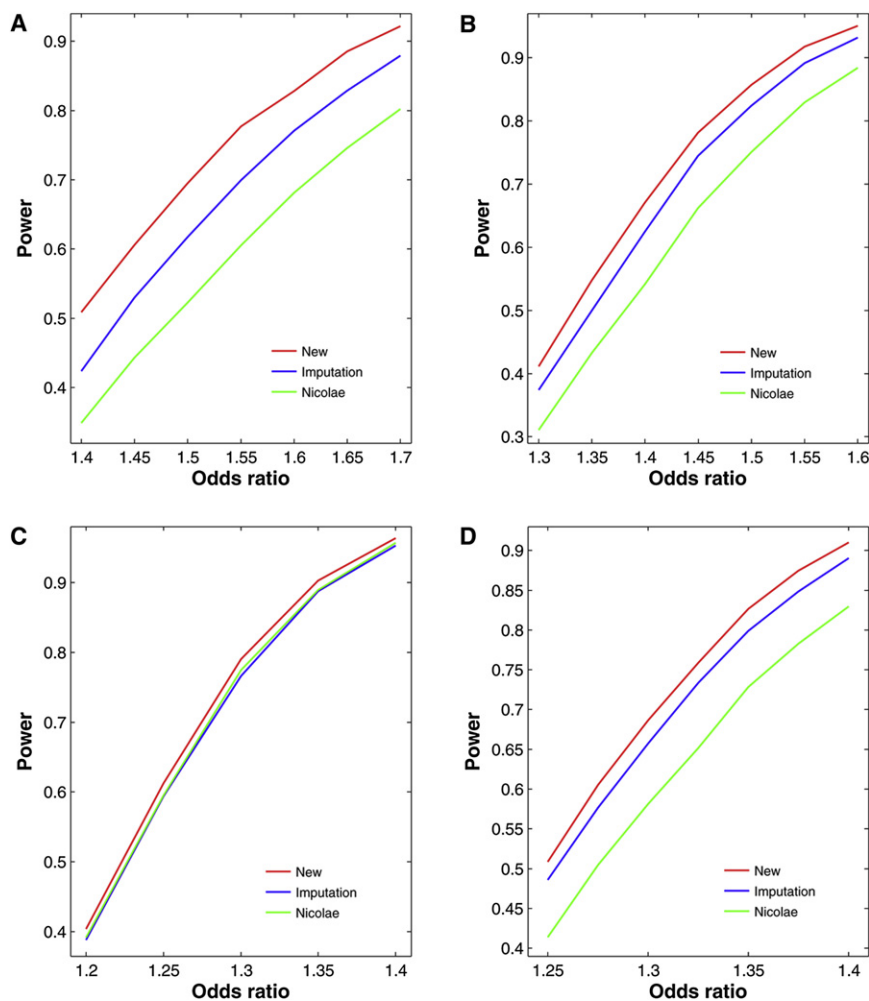 A
Power
0.9
0.8
0.7
0.6
0.5
0.4
New
Imputation
Nicolae
1.4 1.45 1.5 1.55 1.6 1.65 1.7
Odds ratio
B
Power
0.9
0.8
0.7
0.6
0.5
0.4
0.3
New
Imputation
Nicolae
1.3 1.35 1.4 1.45 1.5 1.55 1.6
Odds ratio
C
Power
0.9
0.8
0.7
0.6
0.5
0.4
New
Imputation
Nicolae
1.2 1.25 1.3 1.35 1.4
Odds ratio
D
Power
0.9
0.85
0.8
0.75
0.7
0.65
0.6
0.55
0.5
0.45
0.4
New
Imputation
Nicolae
1.25 1.3 1.35 1.4
Odds ratio